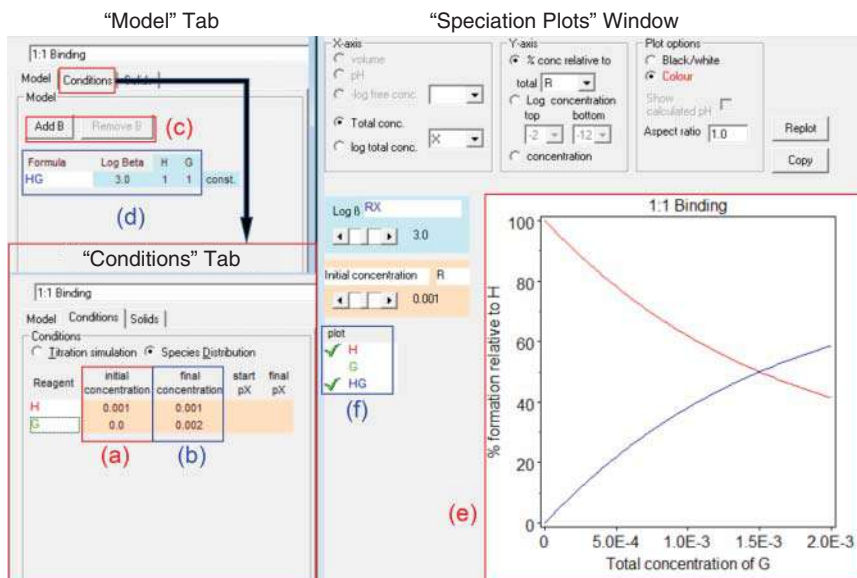 “Model” Tab
1:1 Binding
Model Conditions Solids
Model
Add B Remove B
(c)
Formula Log Beta H G
HG 3.0 1 1 const.
(d)
“Conditions” Tab
1:1 Binding
Model Conditions Solids
Conditions
Titration simulation Species Distribution
Reagent initial concentration final concentration start pX final pX
H 0.001 0.001
G 0.0 0.002
(a) (b)
“Speciation Plots” Window
X-axis
volume
pH
-log free conc.
Total conc.
log total conc.
X
Y-axis
% conc relative to
total R
Log concentration
top bottom
-2 -12
concentration
Plot options
Black/white
Colour
Show calculated pH
Aspect ratio 1.0
Replot
Copy
Log β RX
3.0
Initial concentration R
0.001
plot
H
G
HG
(f)
(e)
1:1 Binding
% formation relative to H
100
80
60
40
20
0
0 5.0E-4 1.0E-3 1.5E-3 2.0E-3
Total concentration of G